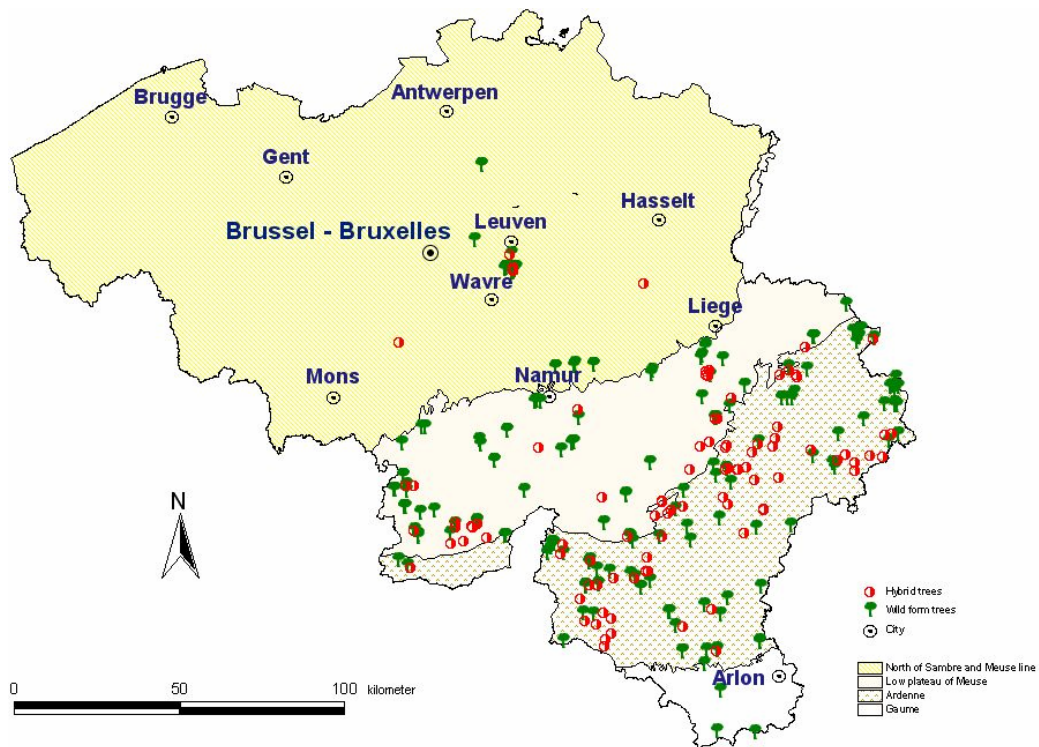 Antwerpen
Brugge
Gent
Hasselt
Leuven
Brussel - Bruxelles
Wavre
Liege
Mons
Namur
N
Hybrid trees
Wild form trees
City
North of Sambre and Meuse line
Low plateau of Meuse
Ardenne
Gaume
Arlon
0 50 100 kilometer